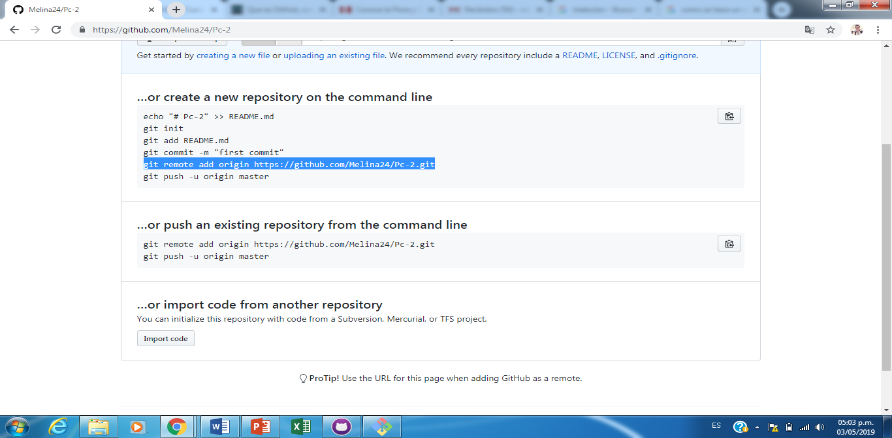 Melina24/Pc-2
https://github.com/Melina24/Pc-2
Get started by creating a new file or uploading an existing file. We recommend every repository include a README, LICENSE, and .gitignore.
…or create a new repository on the command line
echo "# Pc-2" >> README.md
git init
git add README.md
git commit -m "first commit"
git remote add origin https://github.com/Melina24/Pc-2.git
git push -u origin master
…or push an existing repository from the command line
git remote add origin https://github.com/Melina24/Pc-2.git
git push -u origin master
…or import code from another repository
You can initialize this repository with code from a Subversion, Mercurial, or TFS project.
Import code
ProTip! Use the URL for this page when adding GitHub as a remote.
ES
05:03 p.m.
03/05/2019